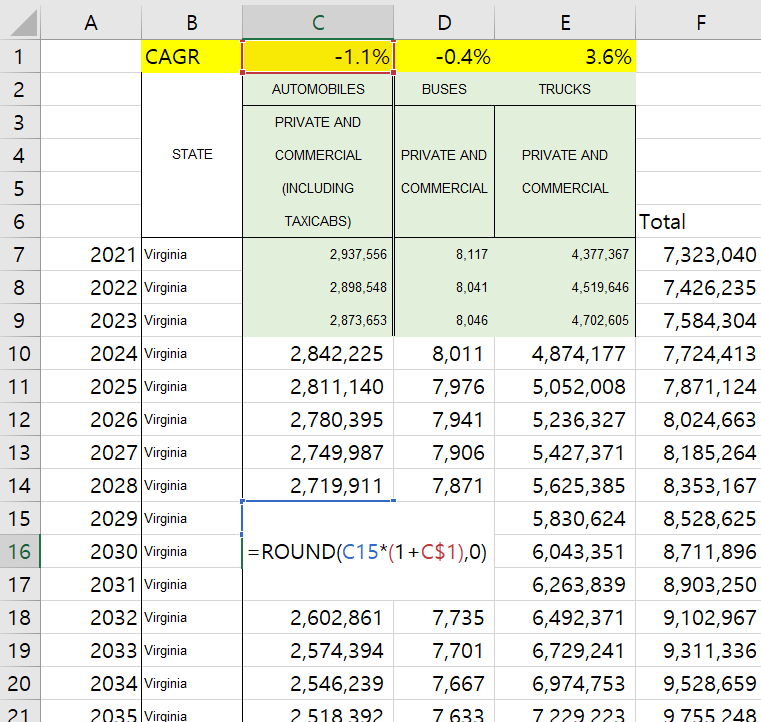 A B C D E F
1 CAGR -1.1% -0.4% 3.6%
2 AUTOMOBILES BUSES TRUCKS
3 PRIVATE AND
4 STATE COMMERCIAL PRIVATE AND PRIVATE AND
5 (INCLUDING COMMERCIAL COMMERCIAL
6 TAXICABS) Total
7 2021 Virginia 2,937,556 8,117 4,377,367 7,323,040
8 2022 Virginia 2,898,548 8,041 4,519,646 7,426,235
9 2023 Virginia 2,873,653 8,046 4,702,605 7,584,304
10 2024 Virginia 2,842,225 8,011 4,874,177 7,724,413
11 2025 Virginia 2,811,140 7,976 5,052,008 7,871,124
12 2026 Virginia 2,780,395 7,941 5,236,327 8,024,663
13 2027 Virginia 2,749,987 7,906 5,427,371 8,185,264
14 2028 Virginia 2,719,911 7,871 5,625,385 8,353,167
15 2029 Virginia 5,830,624 8,528,625
16 2030 Virginia =ROUND(C15*(1+C$1),0) 6,043,351 8,711,896
17 2031 Virginia 6,263,839 8,903,250
18 2032 Virginia 2,602,861 7,735 6,492,371 9,102,967
19 2033 Virginia 2,574,394 7,701 6,729,241 9,311,336
20 2034 Virginia 2,546,239 7,667 6,974,753 9,528,659
21 2035 Virginia 2,518,392 7,633 7,229,223 9,755,248